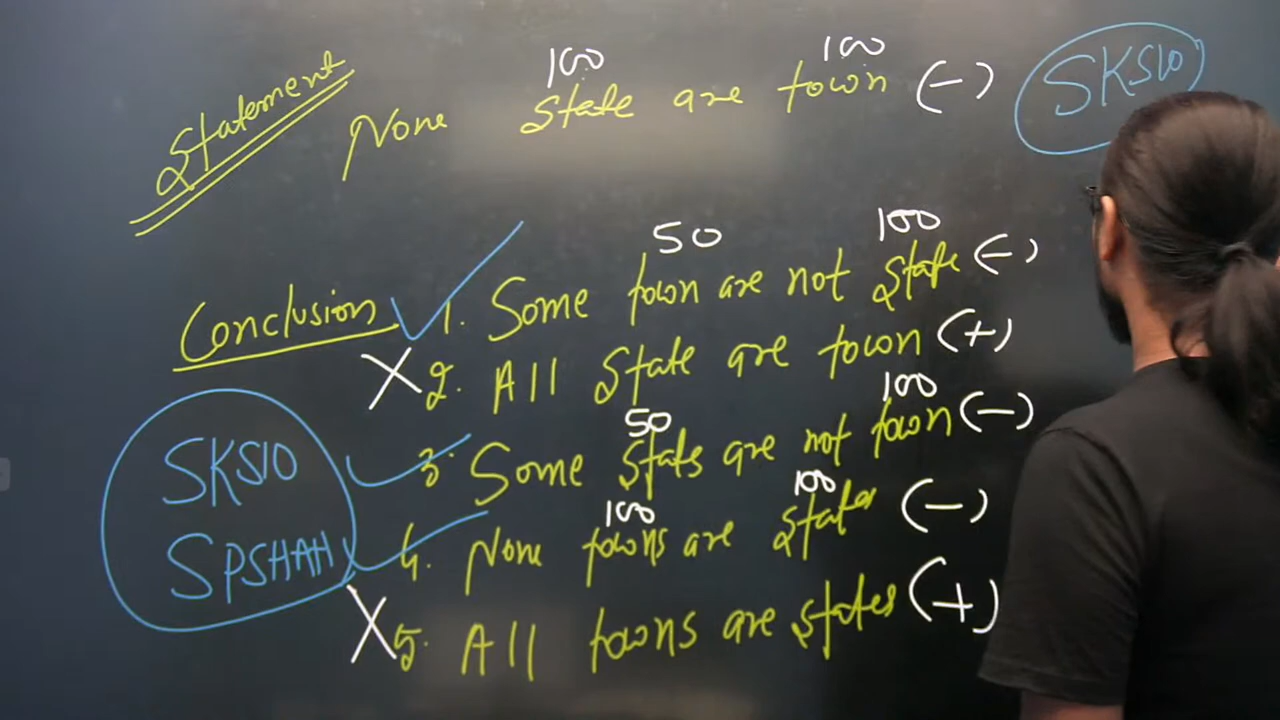 Statement
100 100
None state are town (-) SKS10
50 100
Conclusion 1. Some town are not state (-)
2. All state are town (+)
50 100
SKS10 3. Some stats are not town (-)
100 100
SPSHAH 4. None towns are states (-)
5. All towns are states (+)